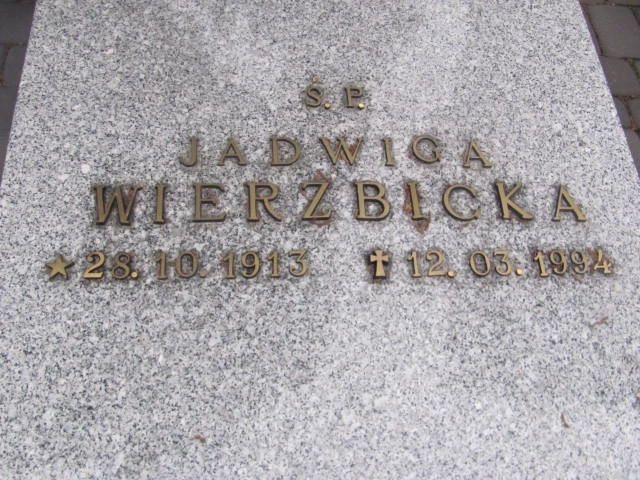 Ś. P.
JADWIGA
WIERZBICKA
★ 28. 10. 1913 ✝ 12. 03. 1994.